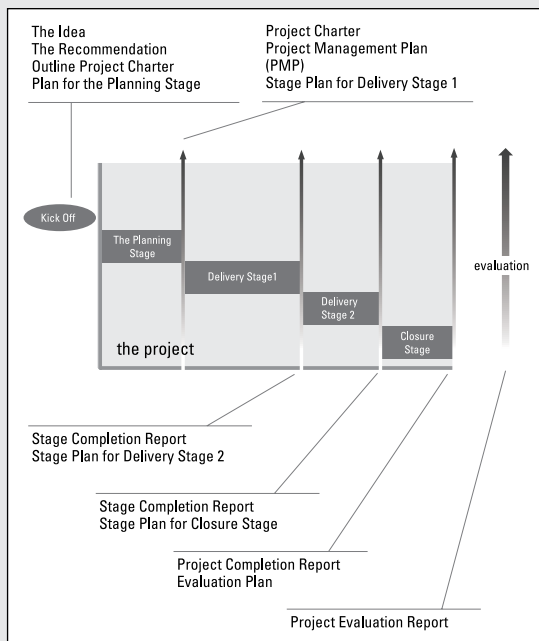 The Idea
The Recommendation
Outline Project Charter
Plan for the Planning Stage
Project Charter
Project Management Plan
(PMP)
Stage Plan for Delivery Stage 1
Kick Off
The Planning
Stage
Delivery Stage1
Delivery
Stage 2
Closure
Stage
evaluation
the project
Stage Completion Report
Stage Plan for Delivery Stage 2
Stage Completion Report
Stage Plan for Closure Stage
Project Completion Report
Evaluation Plan
Project Evaluation Report